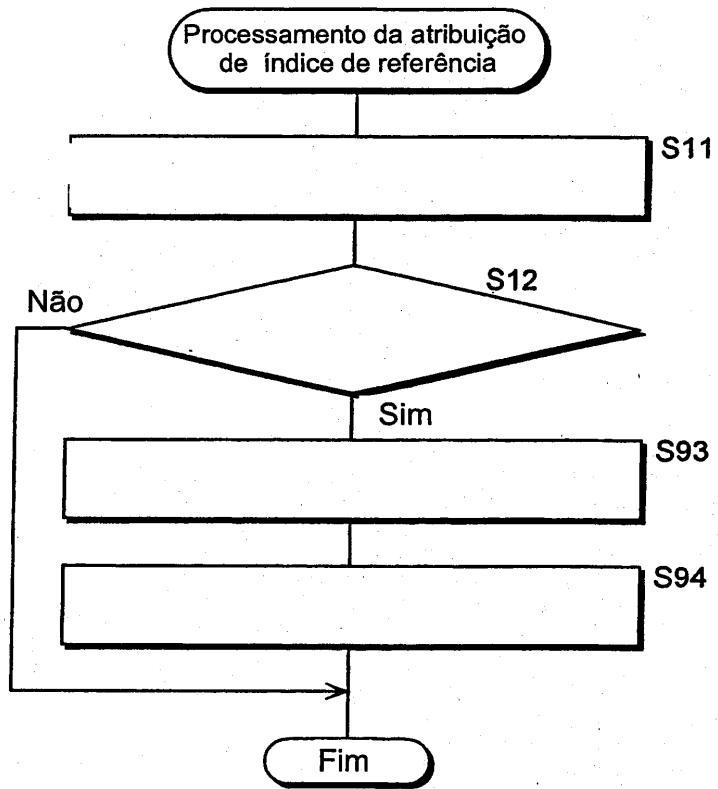 Processamento da atribuição
de índice de referência
S11
S12
Não
Sim
S93
S94
Fim